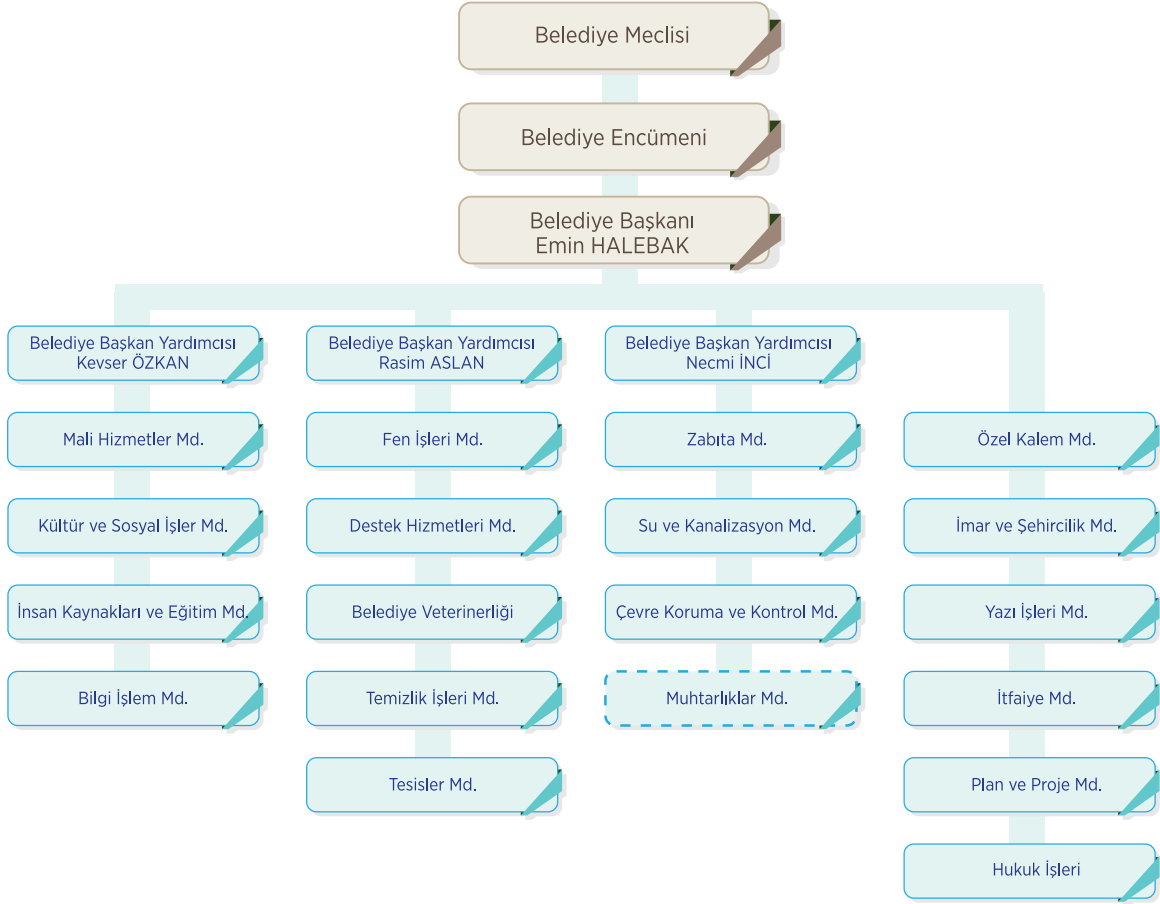 Belediye Meclisi
Belediye Encümeni
Belediye Başkanı
Emin HALEBAK
Belediye Başkan Yardımcısı
Kevser ÖZKAN
Mali Hizmetler Md.
Kültür ve Sosyal İşler Md.
İnsan Kaynakları ve Eğitim Md.
Bilgi İşlem Md.
Belediye Başkan Yardımcısı
Rasim ASLAN
Fen İşleri Md.
Destek Hizmetleri Md.
Belediye Veterinerliği
Temizlik İşleri Md.
Tesisler Md.
Belediye Başkan Yardımcısı
Necmi İNCİ
Zabıta Md.
Su ve Kanalizasyon Md.
Çevre Koruma ve Kontrol Md.
Muhtarlıklar Md.
Özel Kalem Md.
İmar ve Şehircilik Md.
Yazı İşleri Md.
İtfaiye Md.
Plan ve Proje Md.
Hukuk İşleri